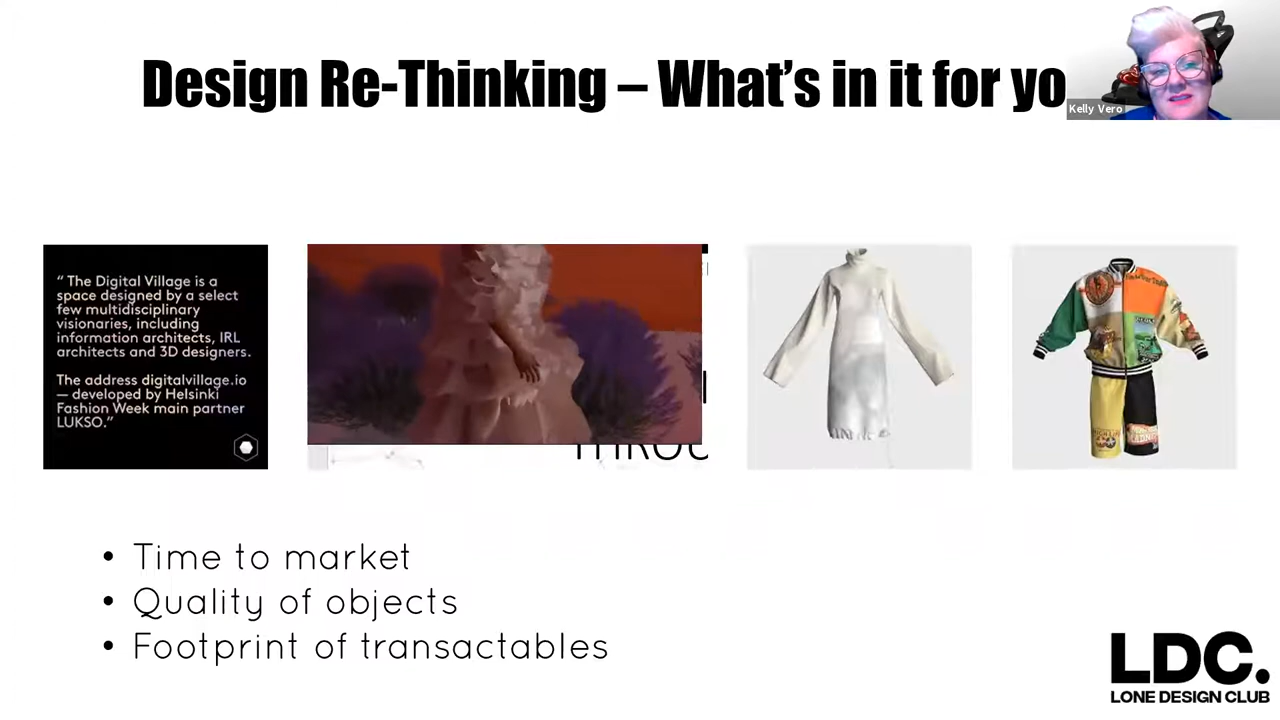 Design Re-Thinking – What's in it for yo
Kelly Vero
“ The Digital Village is a
space designed by a select
few multidisciplinary
visionaries, including
information architects, IRL
architects and 3D designers.
The address digitalvillage.io
— developed by Helsinki
Fashion Week main partner
LUKSO.”
THROU
• Time to market
• Quality of objects
• Footprint of transactables
LDC.
LONE DESIGN CLUB